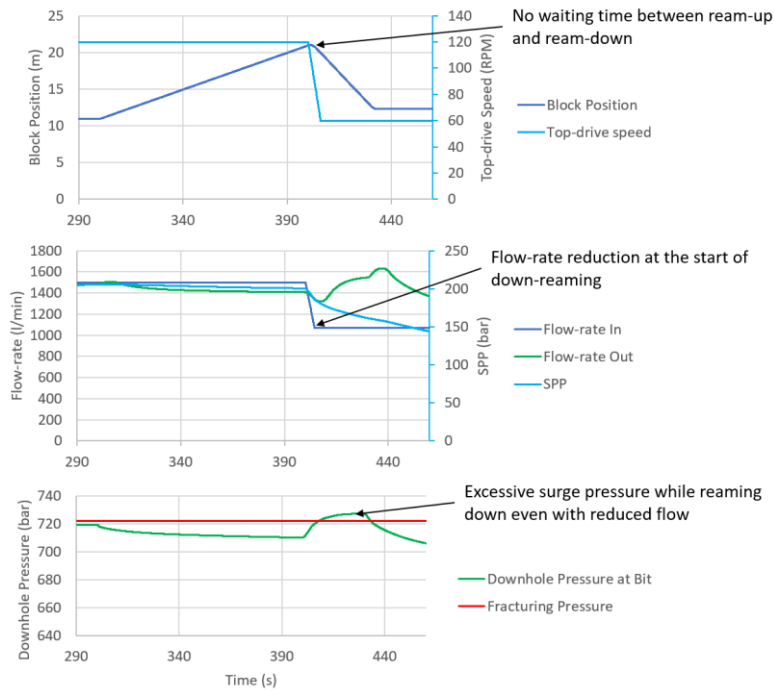 25
20
15
10
5
0
Block Position (m)
290
340
400
440
140
120
100
80
60
40
20
0
Top-drive Speed (RPM)
No waiting time between ream-up
and ream-down
Block Position
Top-drive speed
1800
1600
1400
1200
1000
800
600
400
200
0
Flow-rate (l/min)
290
340
400
440
250
200
150
100
50
0
SPP (bar)
Flow-rate reduction at the start of
down-reaming
Flow-rate In
Flow-rate Out
SPP
740
720
700
680
660
640
Downhole Pressure (bar)
290
340
400
440
Time (s)
Excessive surge pressure while reaming
down even with reduced flow
Downhole Pressure at Bit
Fracturing Pressure